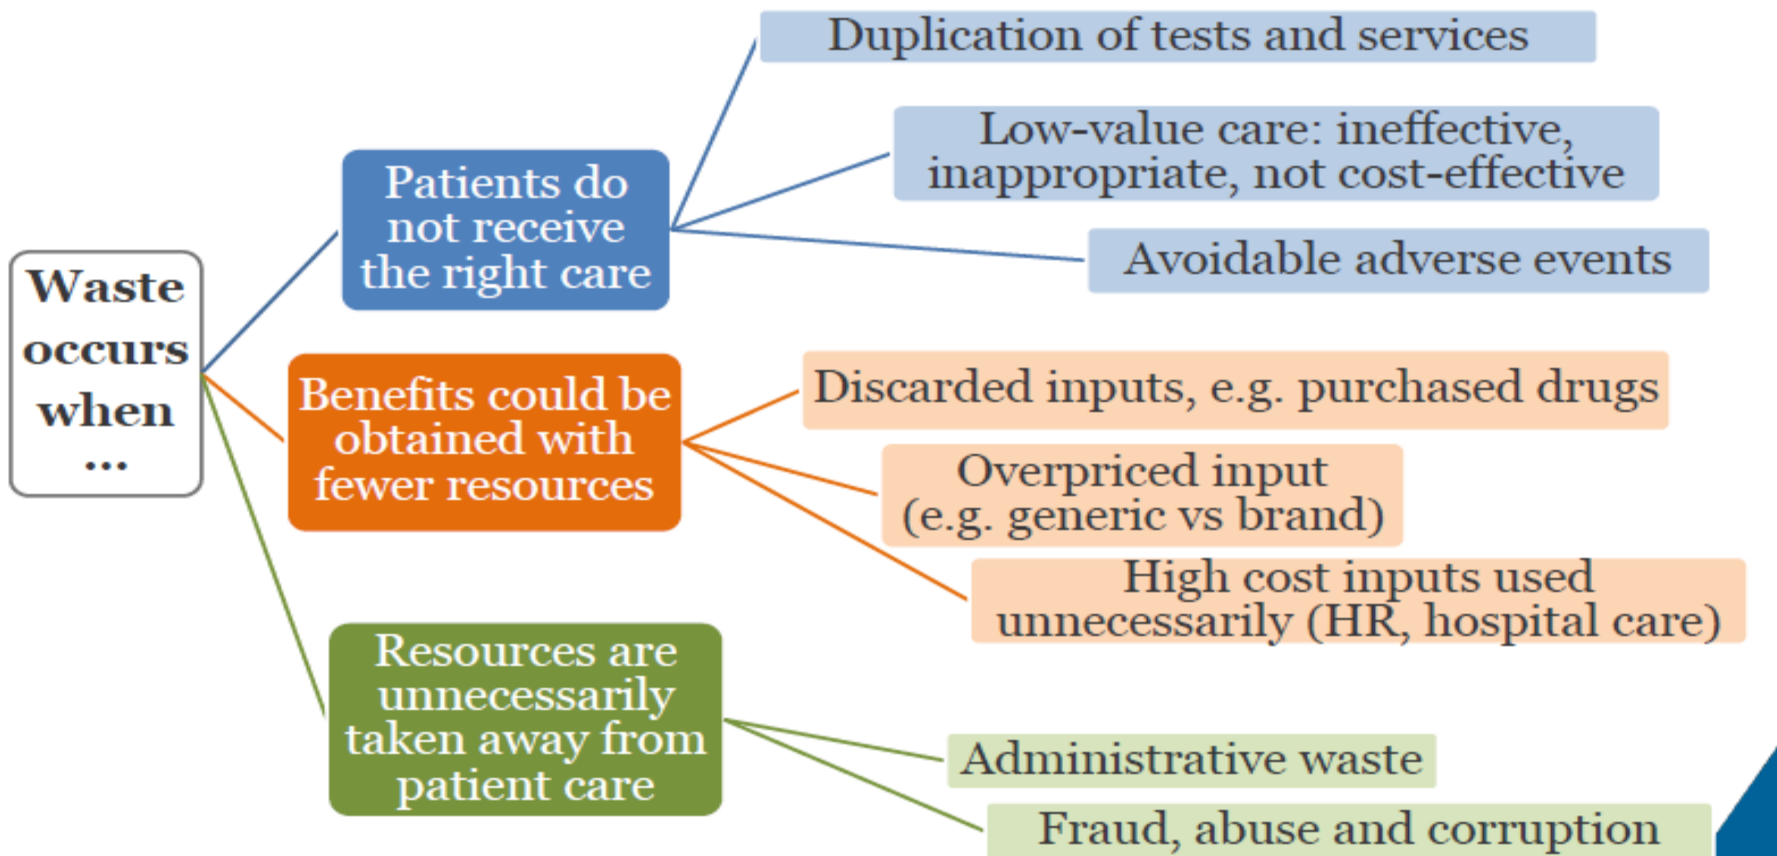 Waste
occurs
when
...
Patients do
not receive
the right care
Duplication of tests and services
Low-value care: ineffective,
inappropriate, not cost-effective
Avoidable adverse events
Benefits could be
obtained with
fewer resources
Discarded inputs, e.g. purchased drugs
Overpriced input
(e.g. generic vs brand)
High cost inputs used
unnecessarily (HR, hospital care)
Resources are
unnecessarily
taken away from
patient care
Administrative waste
Fraud, abuse and corruption